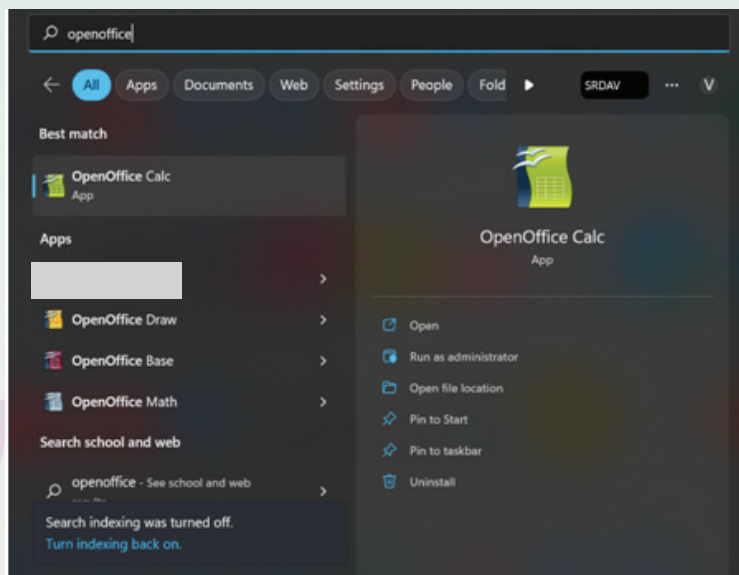 openoffice
All Apps Documents Web Settings People Fold SRDAV ... V
Best match
OpenOffice Calc
App
Apps
OpenOffice Draw
OpenOffice Base
OpenOffice Math
Search school and web
openoffice - See school and web
Search indexing was turned off.
Turn indexing back on.
OpenOffice Calc
App
Open
Run as administrator
Open file location
Pin to Start
Pin to taskbar
Uninstall